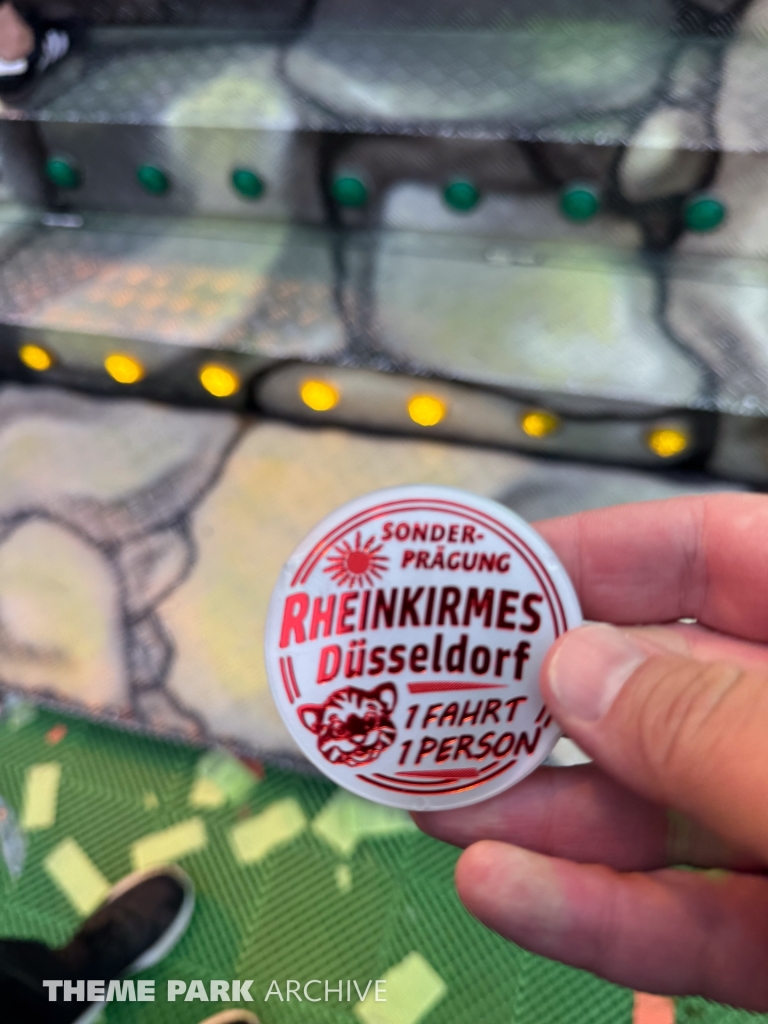 SONDER-
PRÄGUNG
RHEINKIRMES
Düsseldorf
1 FAHRT
1 PERSON
THEME PARK ARCHIVE